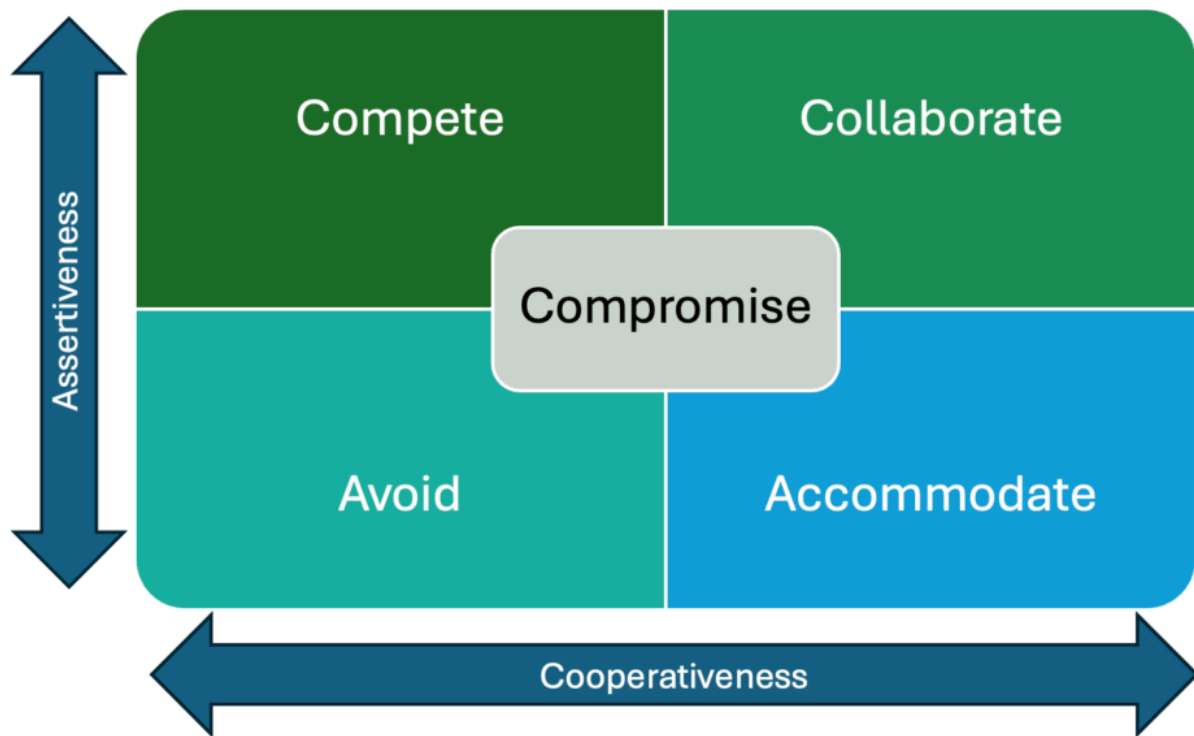 Compete
Collaborate
Assertiveness
Compromise
Avoid
Accommodate
Cooperativeness